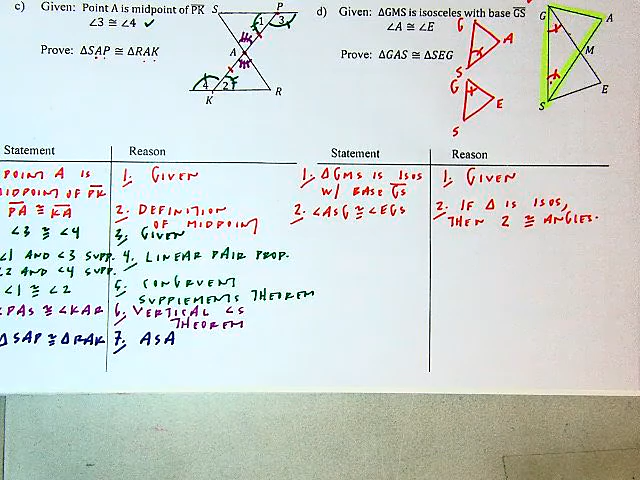 c) Given: Point A is midpoint of PK
∠3 ≅ ∠4 ✓
Prove: ΔSAP ≅ ΔRAK
S P
1 3
A
4 2
K R
Statement Reason
POINT A IS
MIDPOINT OF PK
1. GIVEN
PA ≅ KA
2. DEFINITION
OF MIDPOINT
∠3 ≅ ∠4
3. GIVEN
∠1 AND ∠3 SUPP.
∠2 AND ∠4 SUPP.
4. LINEAR PAIR PROP.
∠1 ≅ ∠2
5. CONGRUENT
SUPPLEMENTS THEOREM
∠PAS ≅ ∠KAR
6. VERTICAL ∠S
THEOREM
ΔSAP ≅ ΔRAK
7. ASA
d) Given: ΔGMS is isosceles with base GS
∠A ≅ ∠E
Prove: ΔGAS ≅ ΔSEG
G
A
S
G
E
S
G A
M
E
S
Statement Reason
1. ΔGMS IS ISOS
W/ BASE GS
1. GIVEN
2. ∠ASG ≅ ∠EGS
2. IF Δ IS ISOS,
THEN 2 ≅ ANGLES.